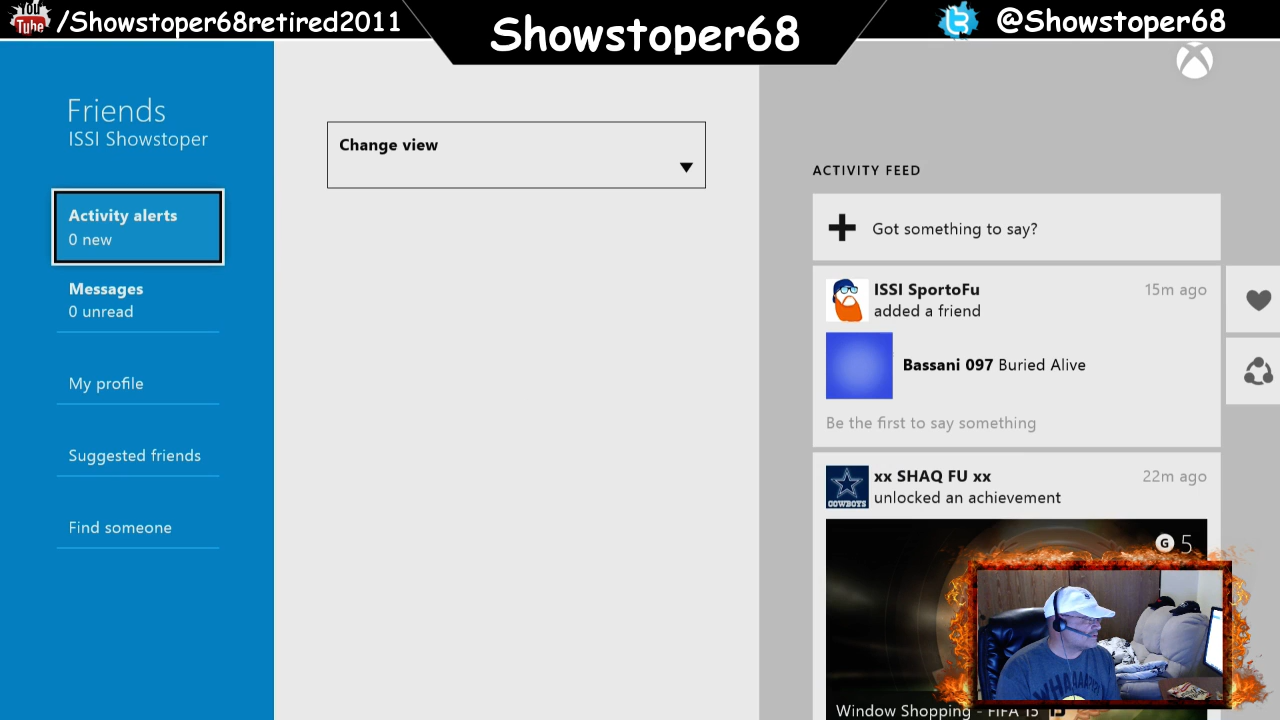 You
Tube
/Showstoper68retired2011
Showstoper68
@Showstoper68
Friends
ISSI Showstoper
Activity alerts
0 new
Messages
0 unread
My profile
Suggested friends
Find someone
Change view
ACTIVITY FEED
Got something to say?
ISSI SportoFu
15m ago
added a friend
Bassani 097 Buried Alive
Be the first to say something
xx SHAQ FU xx
22m ago
unlocked an achievement
COWBOYS
G 5
Window Shopping - FIFA 15